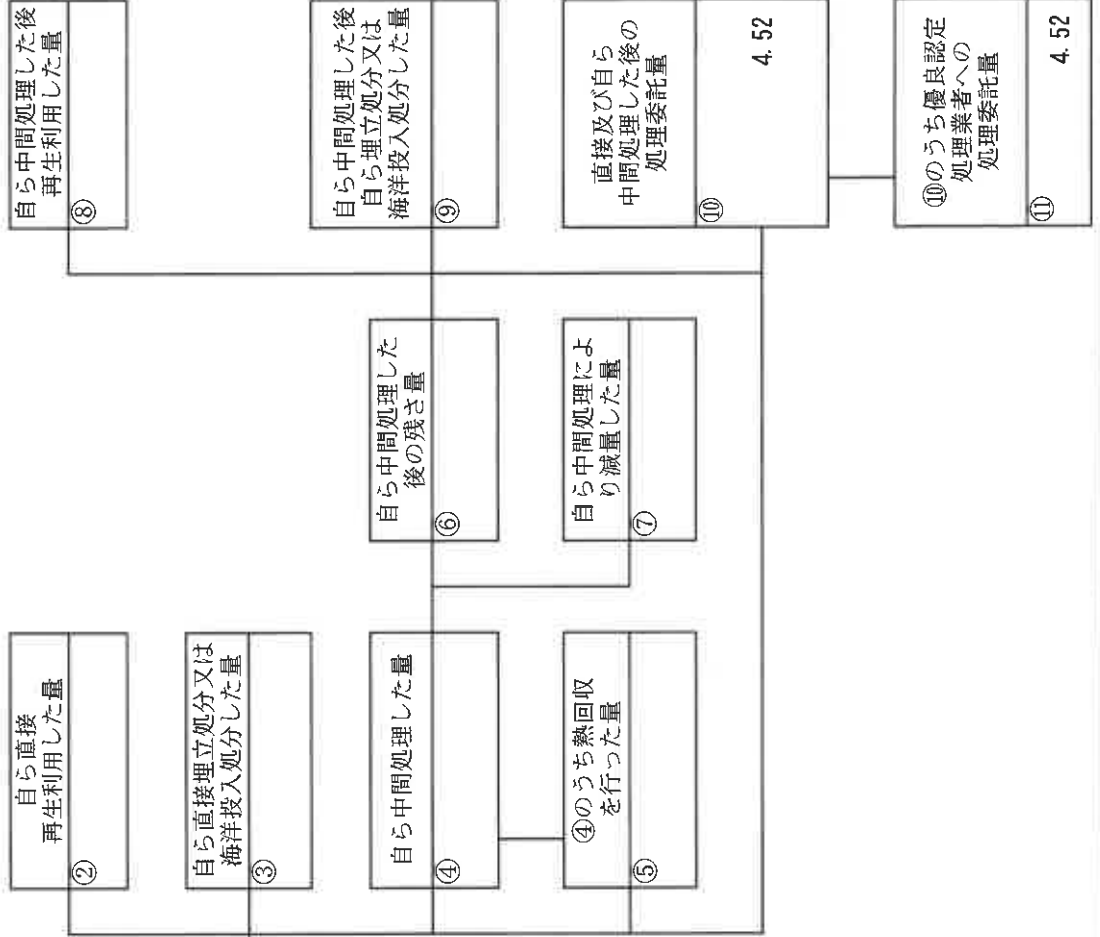 自ら直接
再生利用した量
②
自ら直接埋立処分又は
海洋投入処分した量
③
自ら中間処理した量
④
④のうち熱回収
を行った量
⑤
自ら中間処理した
後の残さ量
⑥
自ら中間処理によ
り減量した量
⑦
自ら中間処理した後
再生利用した量
⑧
自ら中間処理した後
自ら埋立処分又は
海洋投入処分した量
⑨
直接及び自ら
中間処理した後の
処理委託量
⑩
4.52
⑩のうち優良認定
処理業者への
処理委託量
⑪
4.52